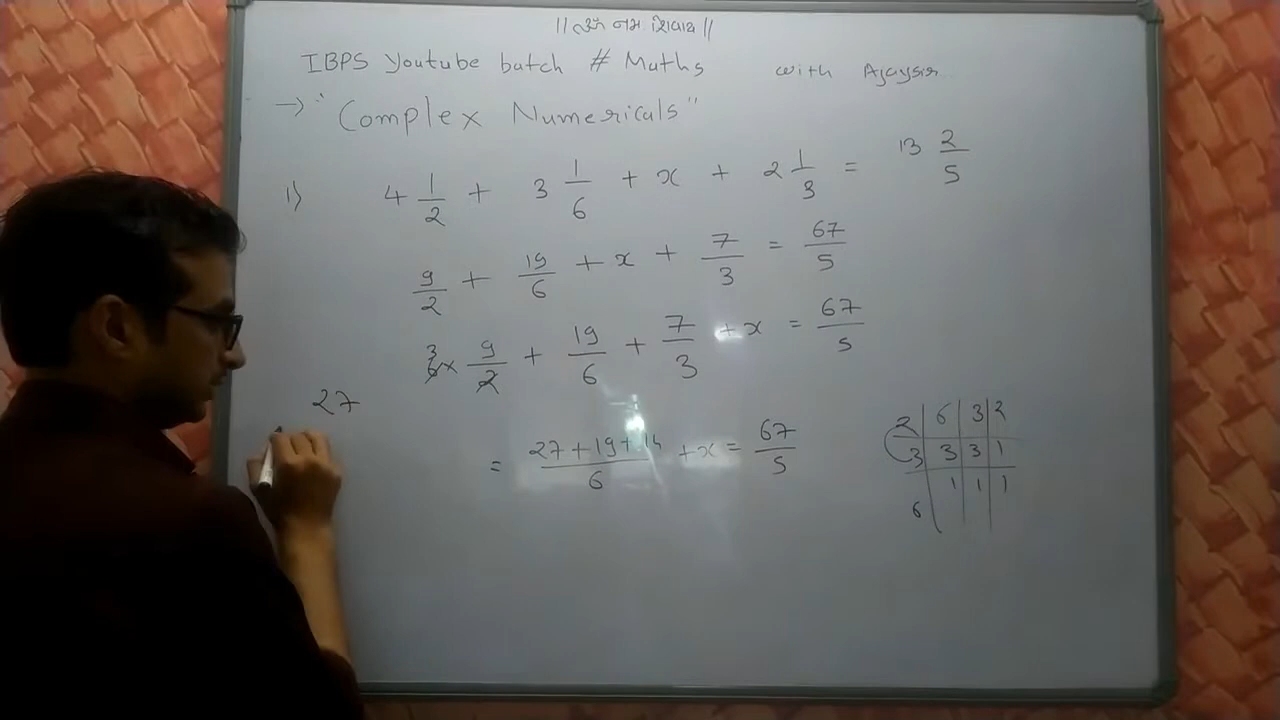 || ૐ નમઃ શિવાય ||
IBPS Youtube batch # Maths with Ajaysir
→ "Complex Numericals"
1) 4 1/2 + 3 1/6 + x + 2 1/3 = 13 2/5
9/2 + 19/6 + x + 7/3 = 67/5
3 6 × 9/2 + 19/6 + 7/3 + x = 67/5
27
= 27 + 19 + 14 / 6 + x = 67/5
2 | 6 | 3 | 2
3 | 3 | 3 | 1
6 | 1 | 1 | 1